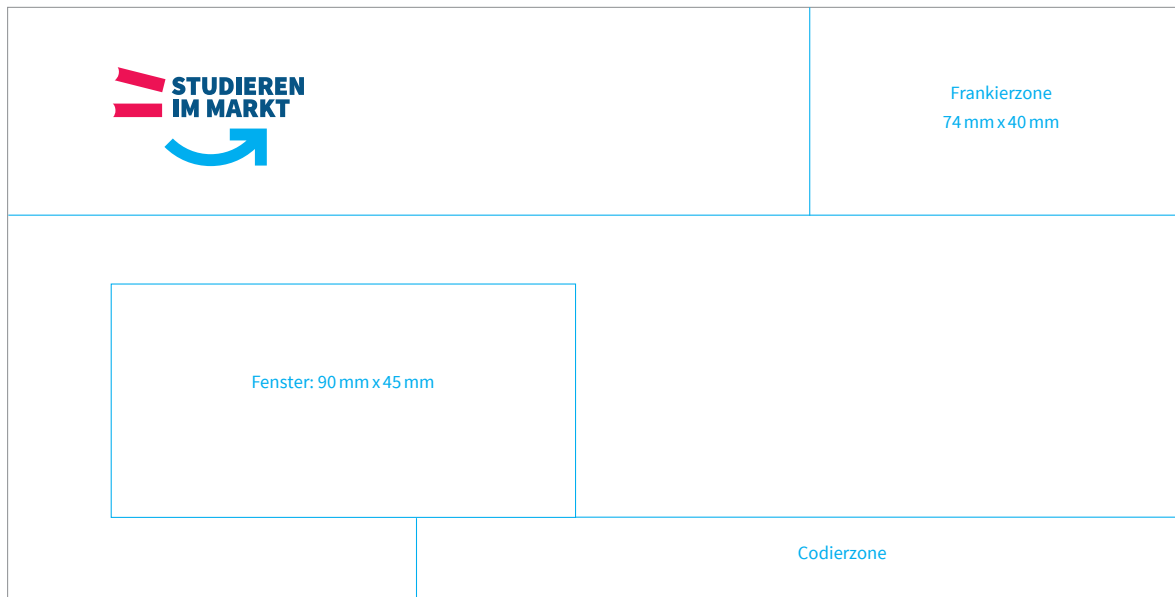 STUDIEREN
IM MARKT
Frankierzone
74 mm x 40 mm
Fenster: 90 mm x 45 mm
Codierzone